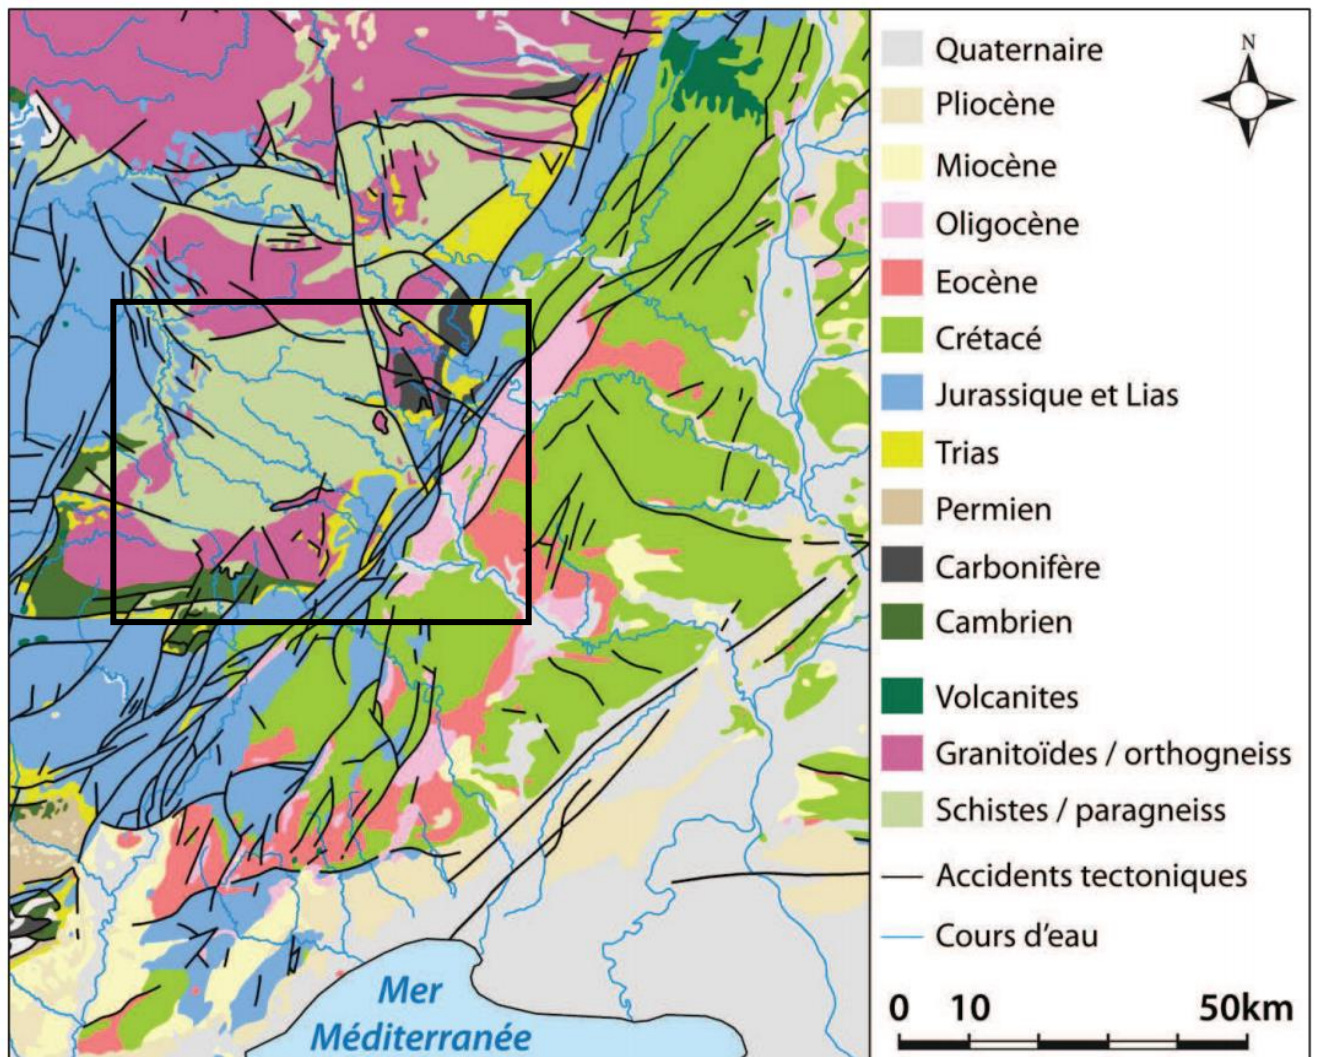 N
Quaternaire
Pliocène
Miocène
Oligocène
Eocène
Crétacé
Jurassique et Lias
Trias
Permien
Carbonifère
Cambrien
Volcanites
Granitoïdes / orthogneiss
Schistes / paragneiss
Accidents tectoniques
Cours d'eau
0 10 50km
Mer
Méditerranée